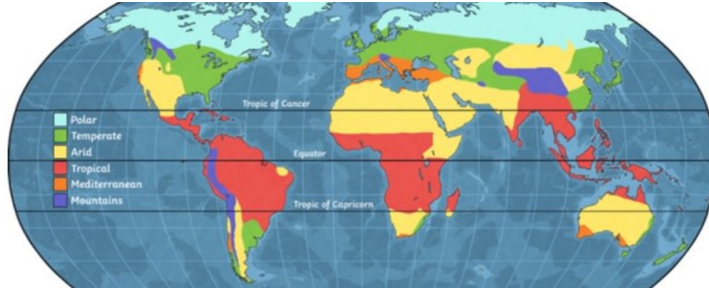 Tropic of Cancer
Polar
Temperate
Arid
Equator
Tropical
Mediterranean
Mountains
Tropic of Capricorn